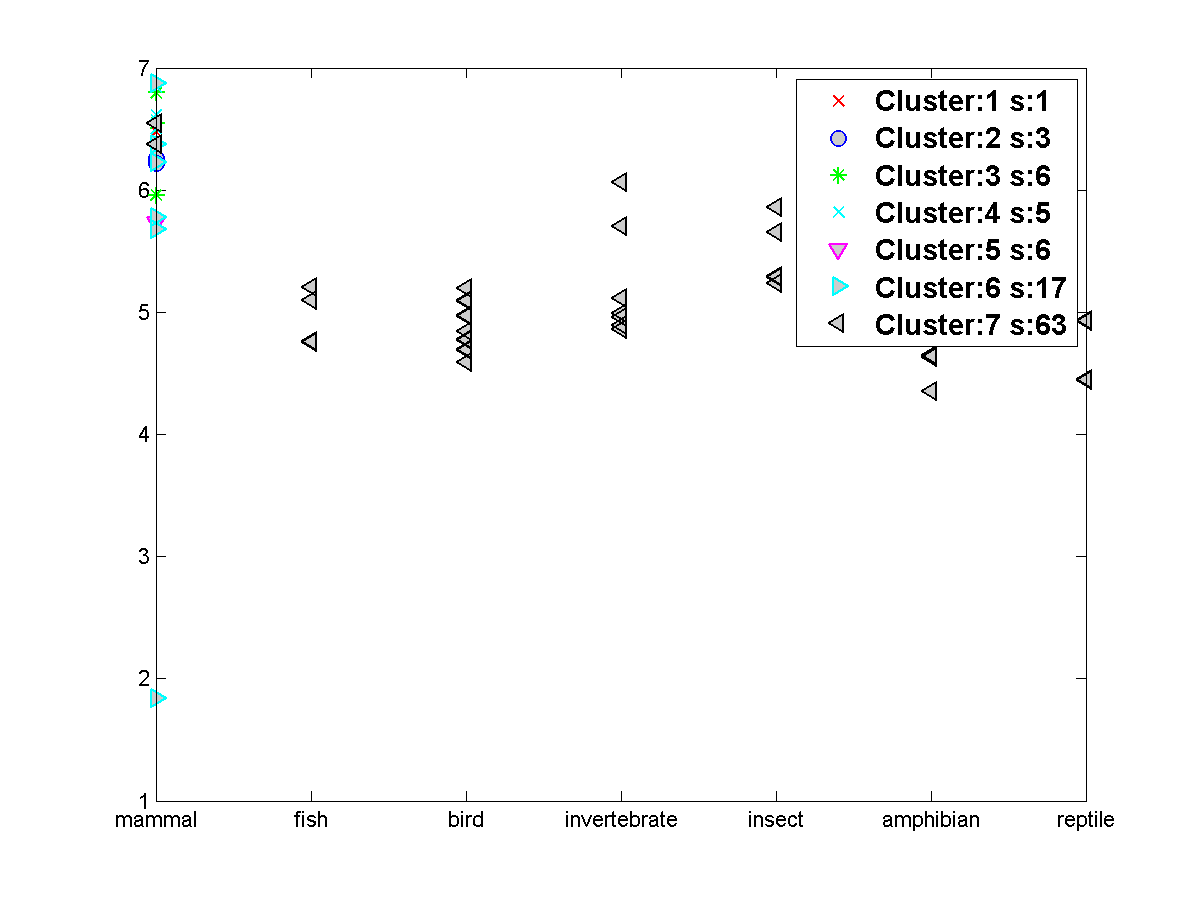 7
6
5
4
3
2
1
Cluster:1 s:1
Cluster:2 s:3
Cluster:3 s:6
Cluster:4 s:5
Cluster:5 s:6
Cluster:6 s:17
Cluster:7 s:63
mammal fish bird invertebrate insect amphibian reptile